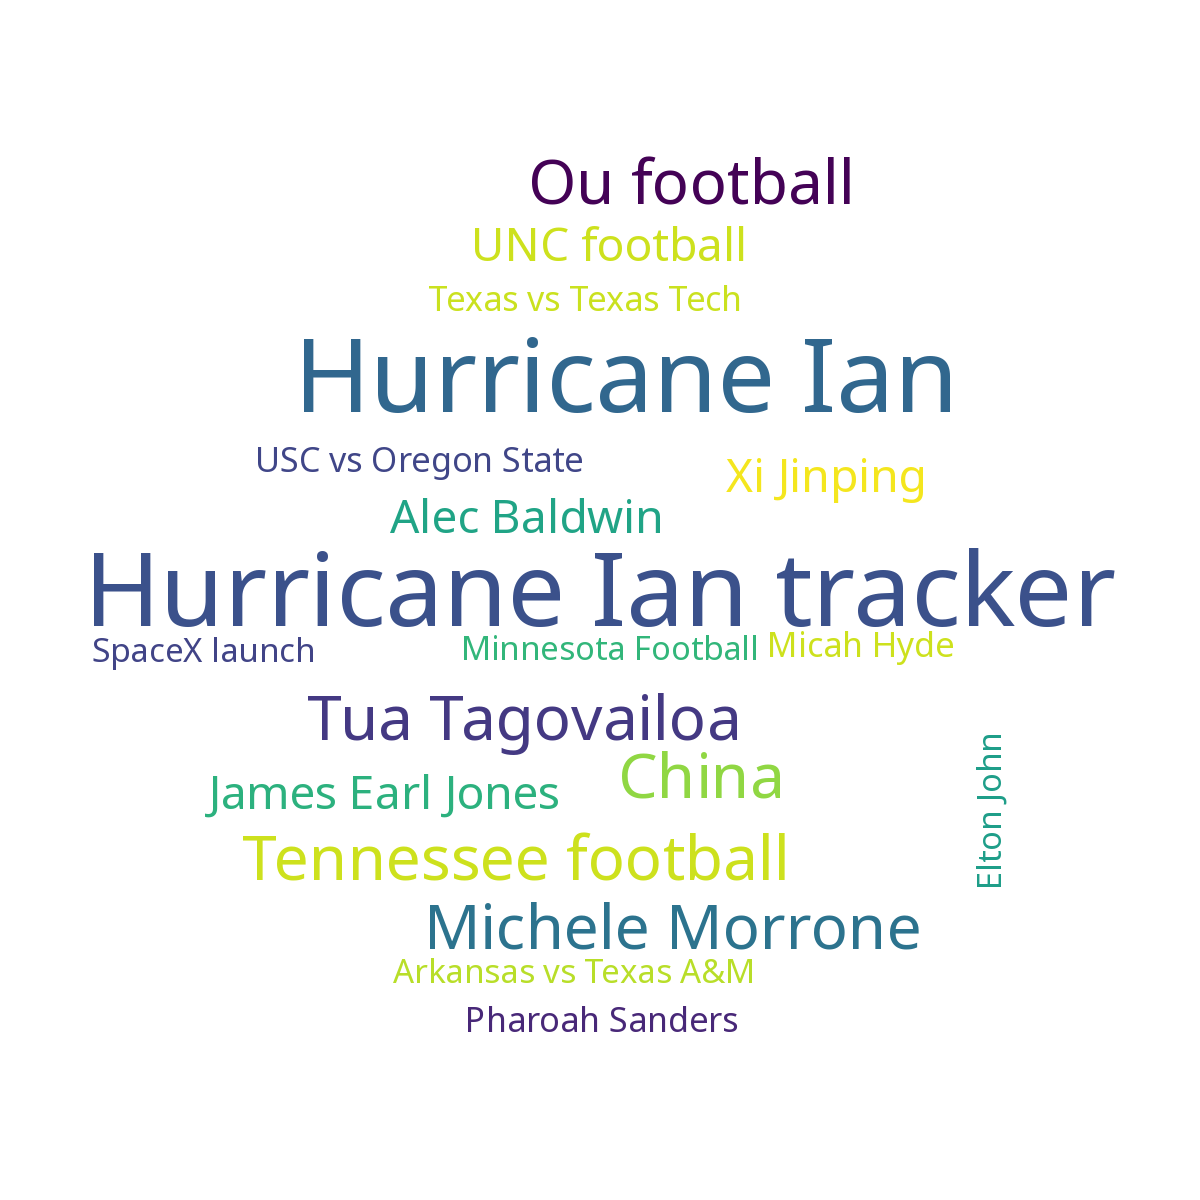 Ou football
UNC football
Texas vs Texas Tech
Hurricane Ian
USC vs Oregon State
Xi Jinping
Alec Baldwin
Hurricane Ian tracker
SpaceX launch
Minnesota Football
Micah Hyde
Tua Tagovailoa
China
Elton John
James Earl Jones
Tennessee football
Michele Morrone
Arkansas vs Texas A&M
Pharoah Sanders